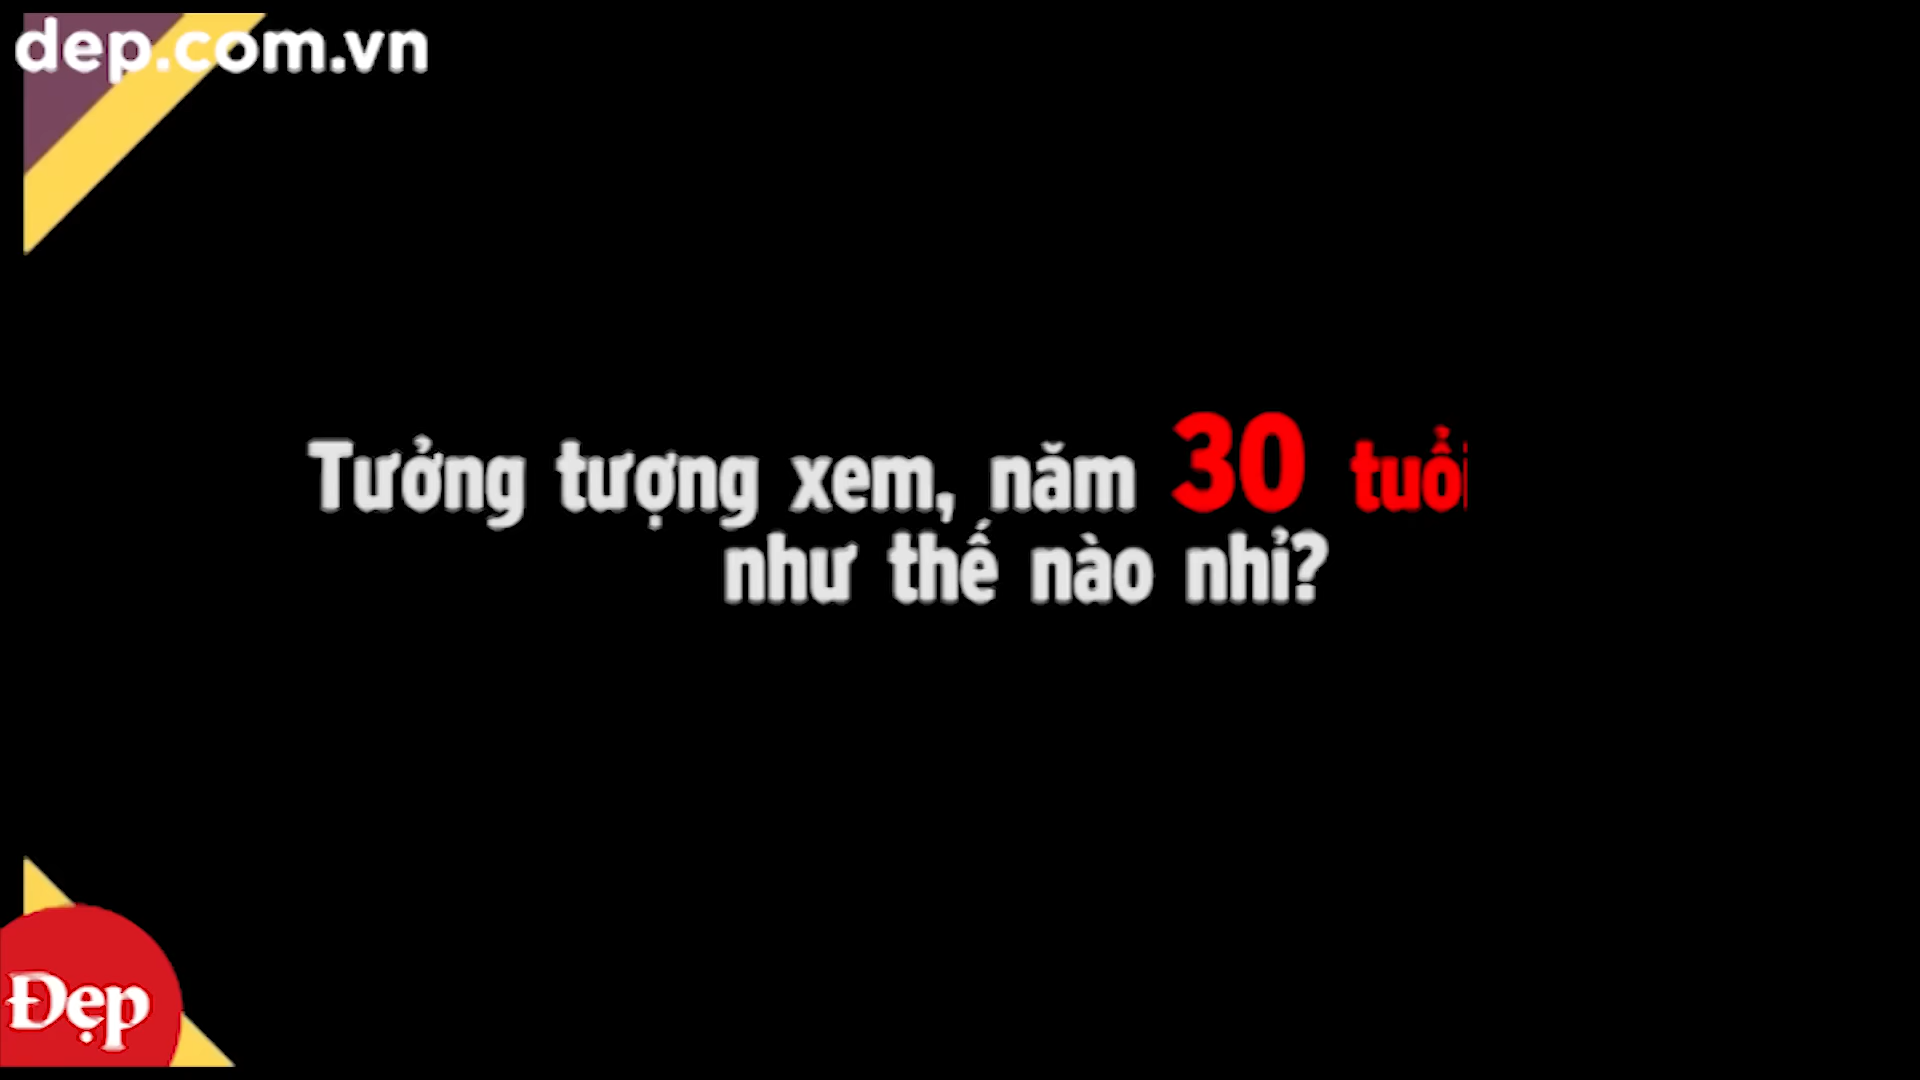 dep.com.vn
Tưởng tượng xem, năm 30 tuổi
như thế nào nhỉ?
Đẹp